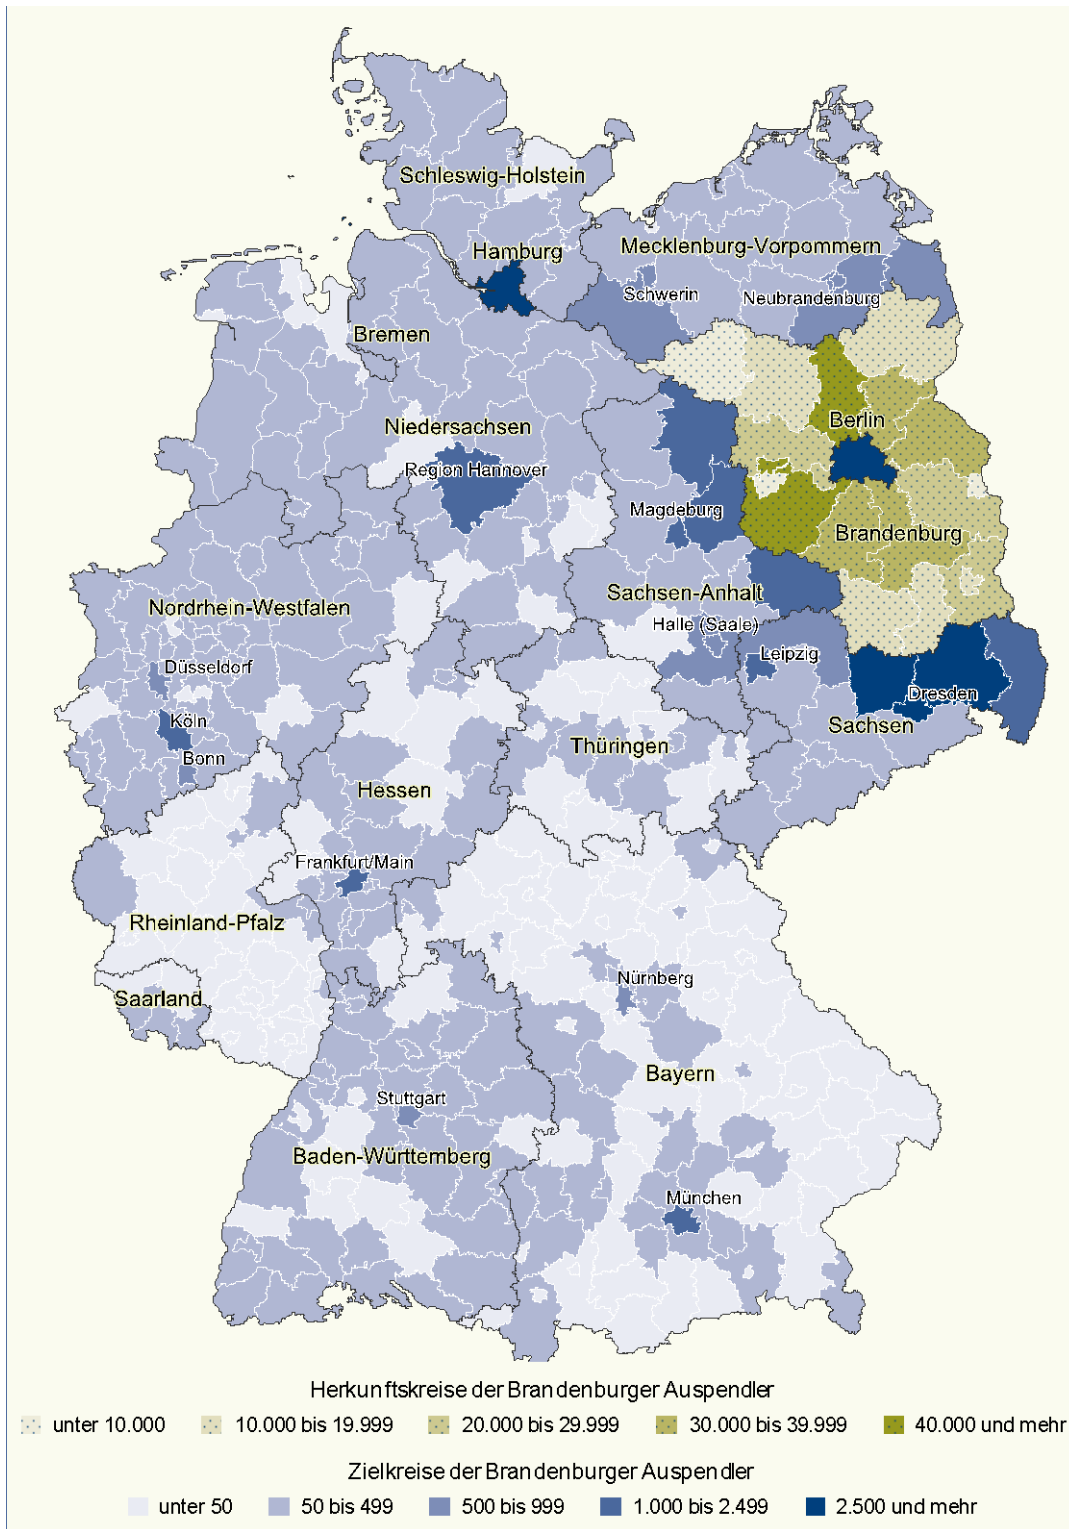 Schleswig-Holstein
Mecklenburg-Vorpommern
Hamburg
Schwerin
Neubrandenburg
Bremen
Berlin
Niedersachsen
Region Hannover
Magdeburg
Brandenburg
Sachsen-Anhalt
Nordrhein-Westfalen
Halle (Saale)
Leipzig
Düsseldorf
Dresden
Köln
Sachsen
Thüringen
Bonn
Hessen
Frankfurt/Main
Rheinland-Pfalz
Nürnberg
Saarland
Bayern
Stuttgart
Baden-Württemberg
München
Herkunftskreise der Brandenburger Auspendler
unter 10.000 10.000 bis 19.999 20.000 bis 29.999 30.000 bis 39.999 40.000 und mehr
Zielkreise der Brandenburger Auspendler
unter 50 50 bis 499 500 bis 999 1.000 bis 2.499 2.500 und mehr